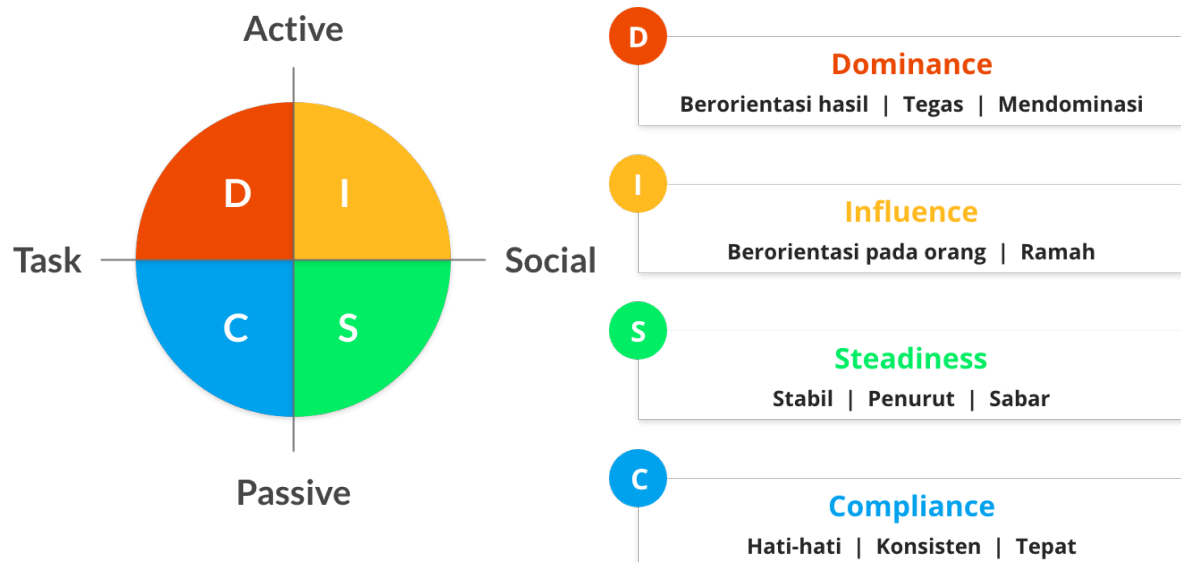 Active
D
I
Task
Social
C
S
Passive
D
Dominance
Berorientasi hasil | Tegas | Mendominasi
I
Influence
Berorientasi pada orang | Ramah
S
Steadiness
Stabil | Penurut | Sabar
C
Compliance
Hati-hati | Konsisten | Tepat